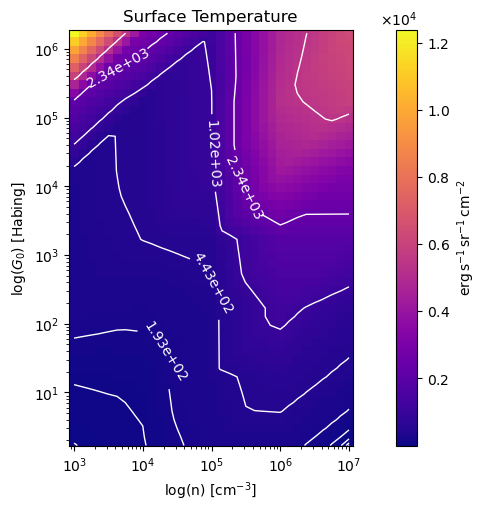 Surface Temperature
×10⁴
log(G₀) [Habing]
10⁶
10⁵
10⁴
10³
10²
10¹
2.34e+03
1.02e+03
2.34e+03
4.43e+02
1.93e+02
10³ 10⁴ 10⁵ 10⁶ 10⁷
log(n) [cm⁻³]
1.2
1.0
0.8
0.6
0.4
0.2
erg s⁻¹ sr⁻¹ cm⁻²